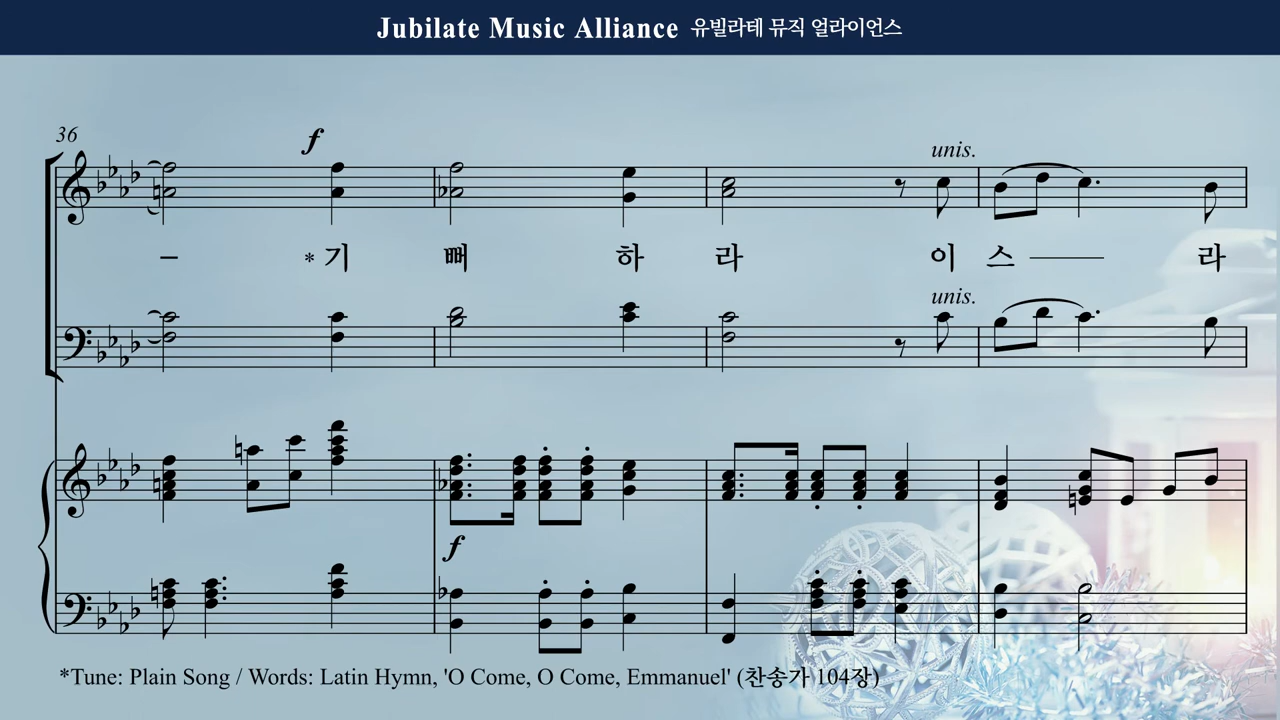 Jubilate Music Alliance 유빌라테 뮤직 얼라이언스
36
f
unis.
– *기 뻐 하 라 이 스 라
unis.
f
*Tune: Plain Song / Words: Latin Hymn, 'O Come, O Come, Emmanuel' (찬송가 104장)